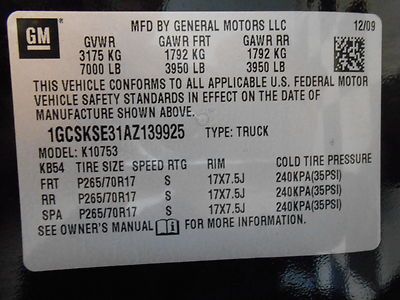 GM
MFD BY GENERAL MOTORS LLC 12/09
GVWR GAWR FRT GAWR RR
3175 KG 1792 KG 1792 KG
7000 LB 3950 LB 3950 LB
THIS VEHICLE CONFORMS TO ALL APPLICABLE U.S. FEDERAL MOTOR
VEHICLE SAFETY STANDARDS IN EFFECT ON THE DATE OF
MANUFACTURE SHOWN ABOVE.
1GCSKSE31AZ139925 TYPE: TRUCK
MODEL: K10753
KB54 TIRE SIZE SPEED RTG RIM COLD TIRE PRESSURE
FRT P265/70R17 S 17X7.5J 240KPA(35PSI)
RR P265/70R17 S 17X7.5J 240KPA(35PSI)
SPA P265/70R17 S 17X7.5J 240KPA(35PSI)
SEE OWNER'S MANUAL FOR MORE INFORMATION.